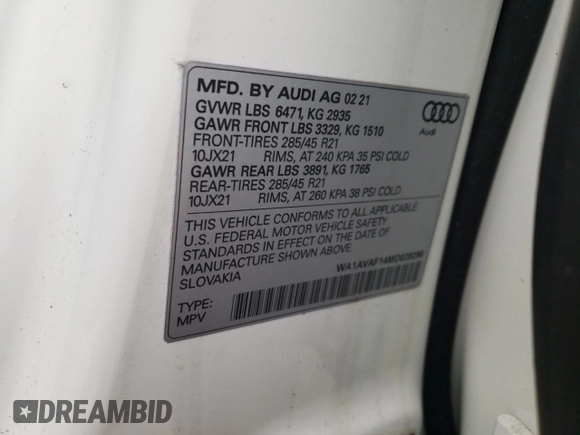 MFD. BY AUDI AG 02 21
GVWR LBS 6471, KG 2935
GAWR FRONT LBS 3329, KG 1510
FRONT-TIRES 285/45 R21
10JX21 RIMS, AT 240 KPA 35 PSI COLD
GAWR REAR LBS 3891, KG 1765
REAR-TIRES 285/45 R21
10JX21 RIMS, AT 260 KPA 38 PSI COLD
Audi
THIS VEHICLE CONFORMS TO ALL APPLICABLE
U.S. FEDERAL MOTOR VEHICLE SAFETY
STANDARDS IN EFFECT ON THE DATE OF
MANUFACTURE SHOWN ABOVE.
SLOVAKIA
TYPE:
MPV
DREAMBID